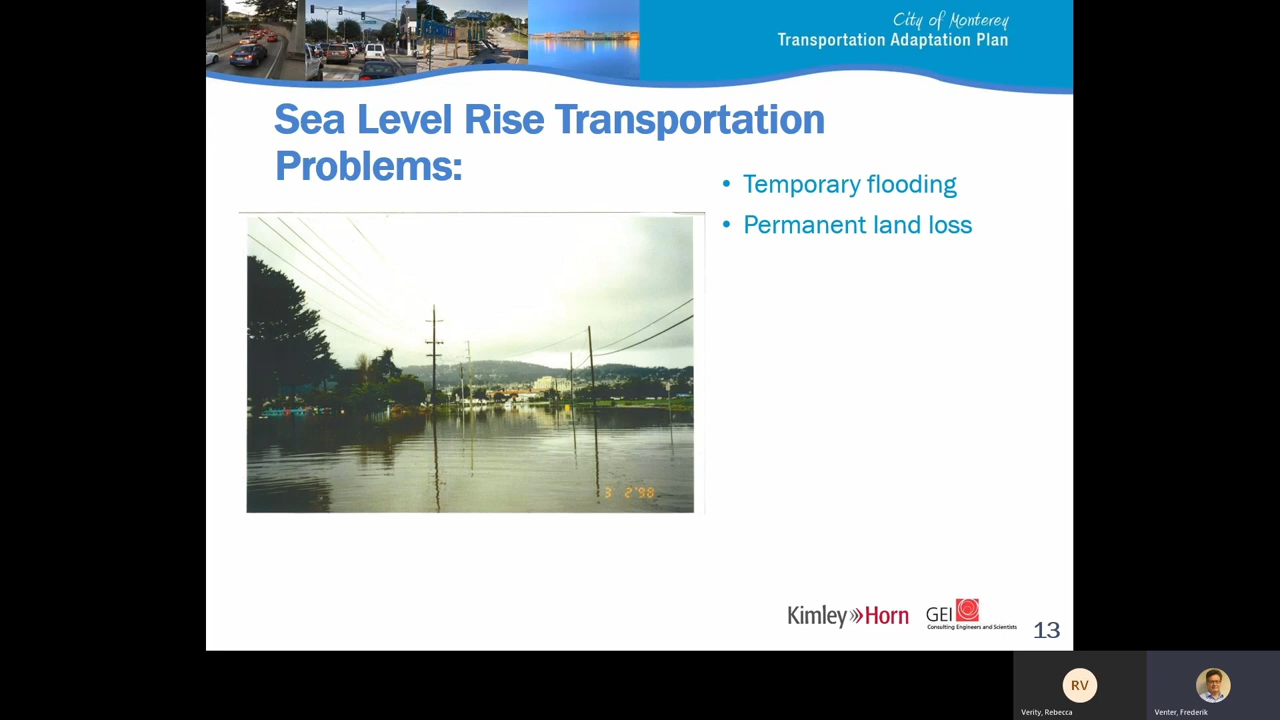 City of Monterey
Transportation Adaptation Plan
Sea Level Rise Transportation
Problems:
• Temporary flooding
• Permanent land loss
3 2 '98
Kimley»Horn
GEI
Consulting Engineers and Scientists
13
RV
Verity, Rebecca
Venter, Frederik